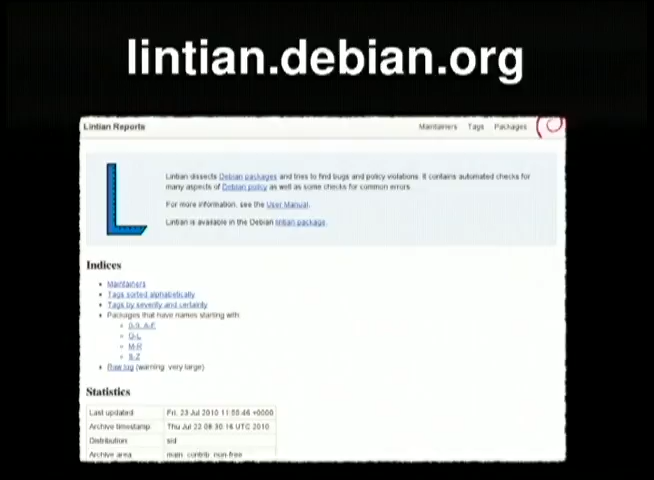 lintian.debian.org
Lintian Reports
Maintainers Tags Packages
Lintian dissects Debian packages and tries to find bugs and policy violations. It contains automated checks for
many aspects of Debian policy as well as some checks for common errors.
For more information, see the User Manual.
Lintian is available in the Debian lintian package.
Indices
Maintainers
Tags sorted alphabetically
Tags by severity and certainty
Packages that have names starting with:
0-9, A-F
G-L
M-R
S-Z
Raw log (warning: very large)
Statistics
Last updated Fri, 23 Jul 2010 11:55:46 +0000
Archive timestamp Thu Jul 22 08:30:16 UTC 2010
Distribution sid
Archive area main contrib non-free